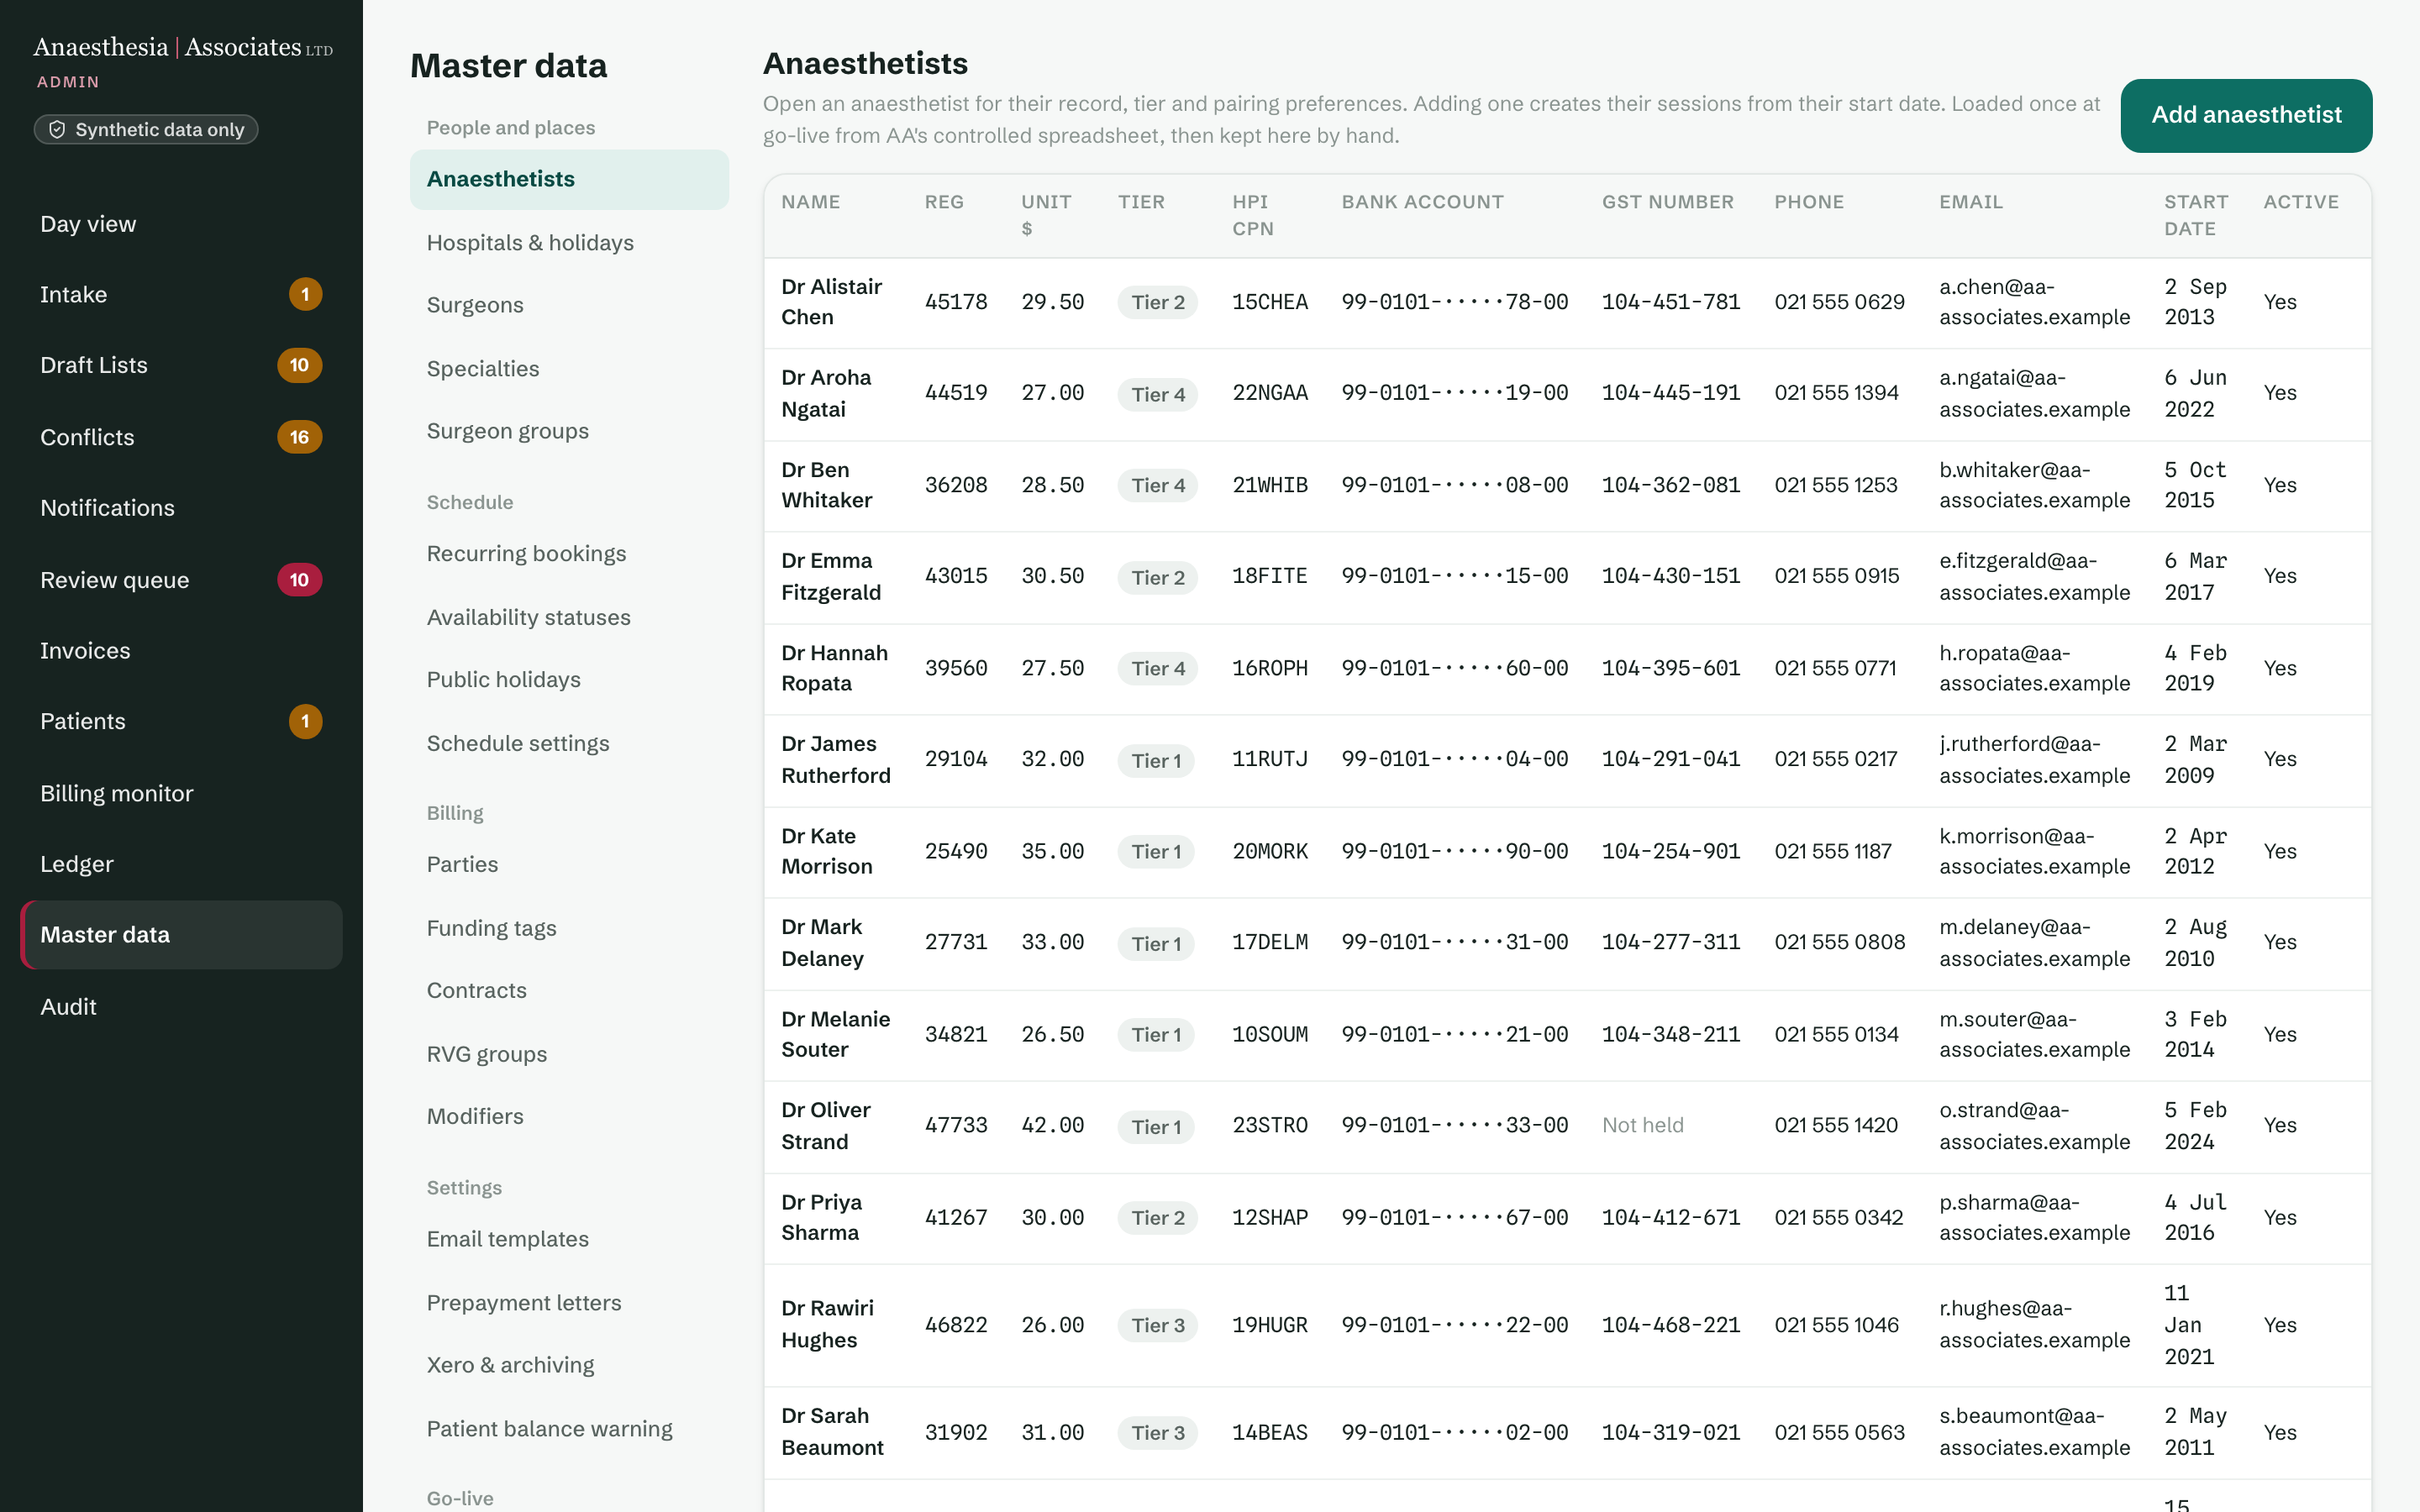 Anaesthesia | Associates LTD
ADMIN
Synthetic data only
Day view
Intake 1
Draft Lists 10
Conflicts 16
Notifications
Review queue 10
Invoices
Patients 1
Billing monitor
Ledger
Master data
Audit
Master data
People and places
Anaesthetists
Hospitals & holidays
Surgeons
Specialties
Surgeon groups
Schedule
Recurring bookings
Availability statuses
Public holidays
Schedule settings
Billing
Parties
Funding tags
Contracts
RVG groups
Modifiers
Settings
Email templates
Prepayment letters
Xero & archiving
Patient balance warning
Go-live
Anaesthetists
Open an anaesthetist for their record, tier and pairing preferences. Adding one creates their sessions from their start date. Loaded once at
go-live from AA's controlled spreadsheet, then kept here by hand.
Add anaesthetist
NAME REG UNIT $ TIER HPI CPN BANK ACCOUNT GST NUMBER PHONE EMAIL START DATE ACTIVE
Dr Alistair Chen 45178 29.50 Tier 2 15CHEA 99-0101-·····78-00 104-451-781 021 555 0629 a.chen@aa-associates.example 2 Sep 2013 Yes
Dr Aroha Ngatai 44519 27.00 Tier 4 22NGAA 99-0101-·····19-00 104-445-191 021 555 1394 a.ngatai@aa-associates.example 6 Jun 2022 Yes
Dr Ben Whitaker 36208 28.50 Tier 4 21WHIB 99-0101-·····08-00 104-362-081 021 555 1253 b.whitaker@aa-associates.example 5 Oct 2015 Yes
Dr Emma Fitzgerald 43015 30.50 Tier 2 18FITE 99-0101-·····15-00 104-430-151 021 555 0915 e.fitzgerald@aa-associates.example 6 Mar 2017 Yes
Dr Hannah Ropata 39560 27.50 Tier 4 16ROPH 99-0101-·····60-00 104-395-601 021 555 0771 h.ropata@aa-associates.example 4 Feb 2019 Yes
Dr James Rutherford 29104 32.00 Tier 1 11RUTJ 99-0101-·····04-00 104-291-041 021 555 0217 j.rutherford@aa-associates.example 2 Mar 2009 Yes
Dr Kate Morrison 25490 35.00 Tier 1 20MORK 99-0101-·····90-00 104-254-901 021 555 1187 k.morrison@aa-associates.example 2 Apr 2012 Yes
Dr Mark Delaney 27731 33.00 Tier 1 17DELM 99-0101-·····31-00 104-277-311 021 555 0808 m.delaney@aa-associates.example 2 Aug 2010 Yes
Dr Melanie Souter 34821 26.50 Tier 1 10SOUM 99-0101-·····21-00 104-348-211 021 555 0134 m.souter@aa-associates.example 3 Feb 2014 Yes
Dr Oliver Strand 47733 42.00 Tier 1 23STRO 99-0101-·····33-00 Not held 021 555 1420 o.strand@aa-associates.example 5 Feb 2024 Yes
Dr Priya Sharma 41267 30.00 Tier 2 12SHAP 99-0101-·····67-00 104-412-671 021 555 0342 p.sharma@aa-associates.example 4 Jul 2016 Yes
Dr Rawiri Hughes 46822 26.00 Tier 3 19HUGR 99-0101-·····22-00 104-468-221 021 555 1046 r.hughes@aa-associates.example 11 Jan 2021 Yes
Dr Sarah Beaumont 31902 31.00 Tier 3 14BEAS 99-0101-·····02-00 104-319-021 021 555 0563 s.beaumont@aa-associates.example 2 May 2011 Yes
15